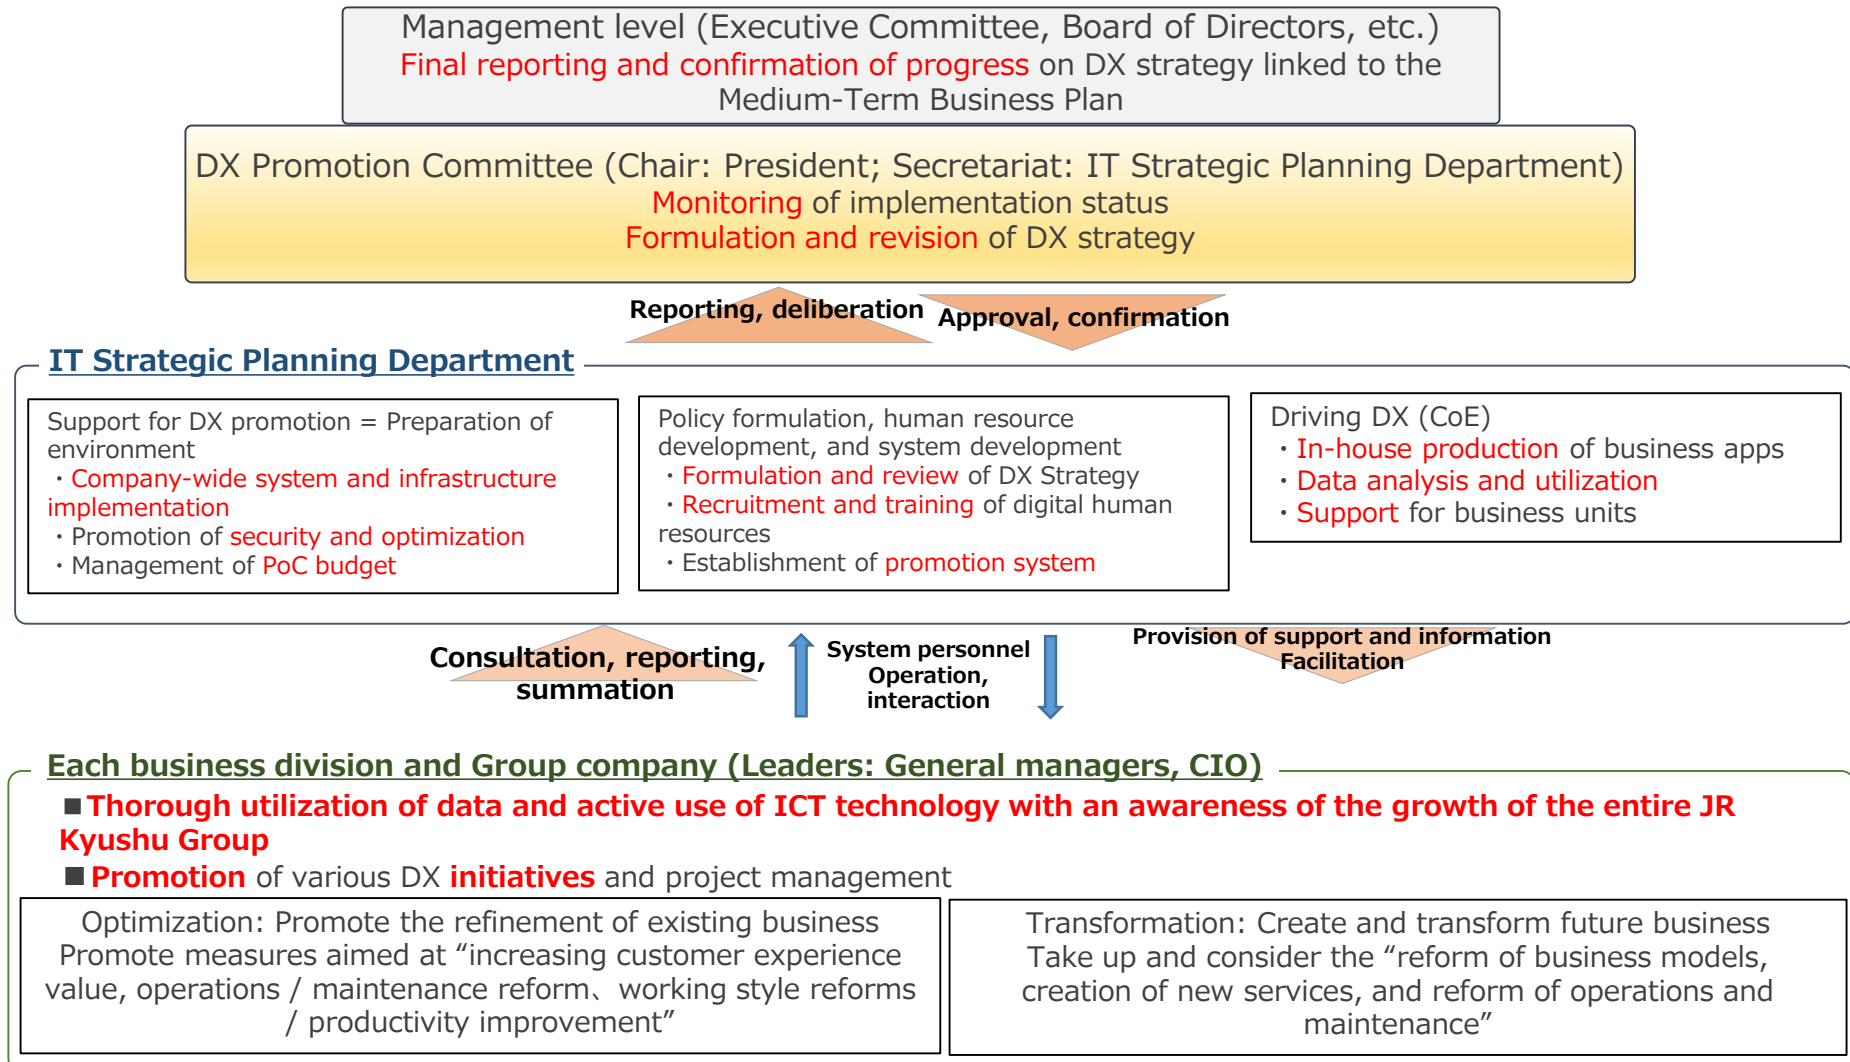 Management level (Executive Committee, Board of Directors, etc.)
Final reporting and confirmation of progress on DX strategy linked to the
Medium-Term Business Plan
DX Promotion Committee (Chair: President; Secretariat: IT Strategic Planning Department)
Monitoring of implementation status
Formulation and revision of DX strategy
Reporting, deliberation
Approval, confirmation
IT Strategic Planning Department
Support for DX promotion = Preparation of
environment
・Company-wide system and infrastructure
implementation
・Promotion of security and optimization
・Management of PoC budget
Policy formulation, human resource
development, and system development
・Formulation and review of DX Strategy
・Recruitment and training of digital human
resources
・Establishment of promotion system
Driving DX (CoE)
・In-house production of business apps
・Data analysis and utilization
・Support for business units
Consultation, reporting,
summation
System personnel
Operation,
interaction
Provision of support and information
Facilitation
Each business division and Group company (Leaders: General managers, CIO)
■Thorough utilization of data and active use of ICT technology with an awareness of the growth of the entire JR
Kyushu Group
■Promotion of various DX initiatives and project management
Optimization: Promote the refinement of existing business
Promote measures aimed at “increasing customer experience
value, operations / maintenance reform、working style reforms
/ productivity improvement”
Transformation: Create and transform future business
Take up and consider the “reform of business models,
creation of new services, and reform of operations and
maintenance”